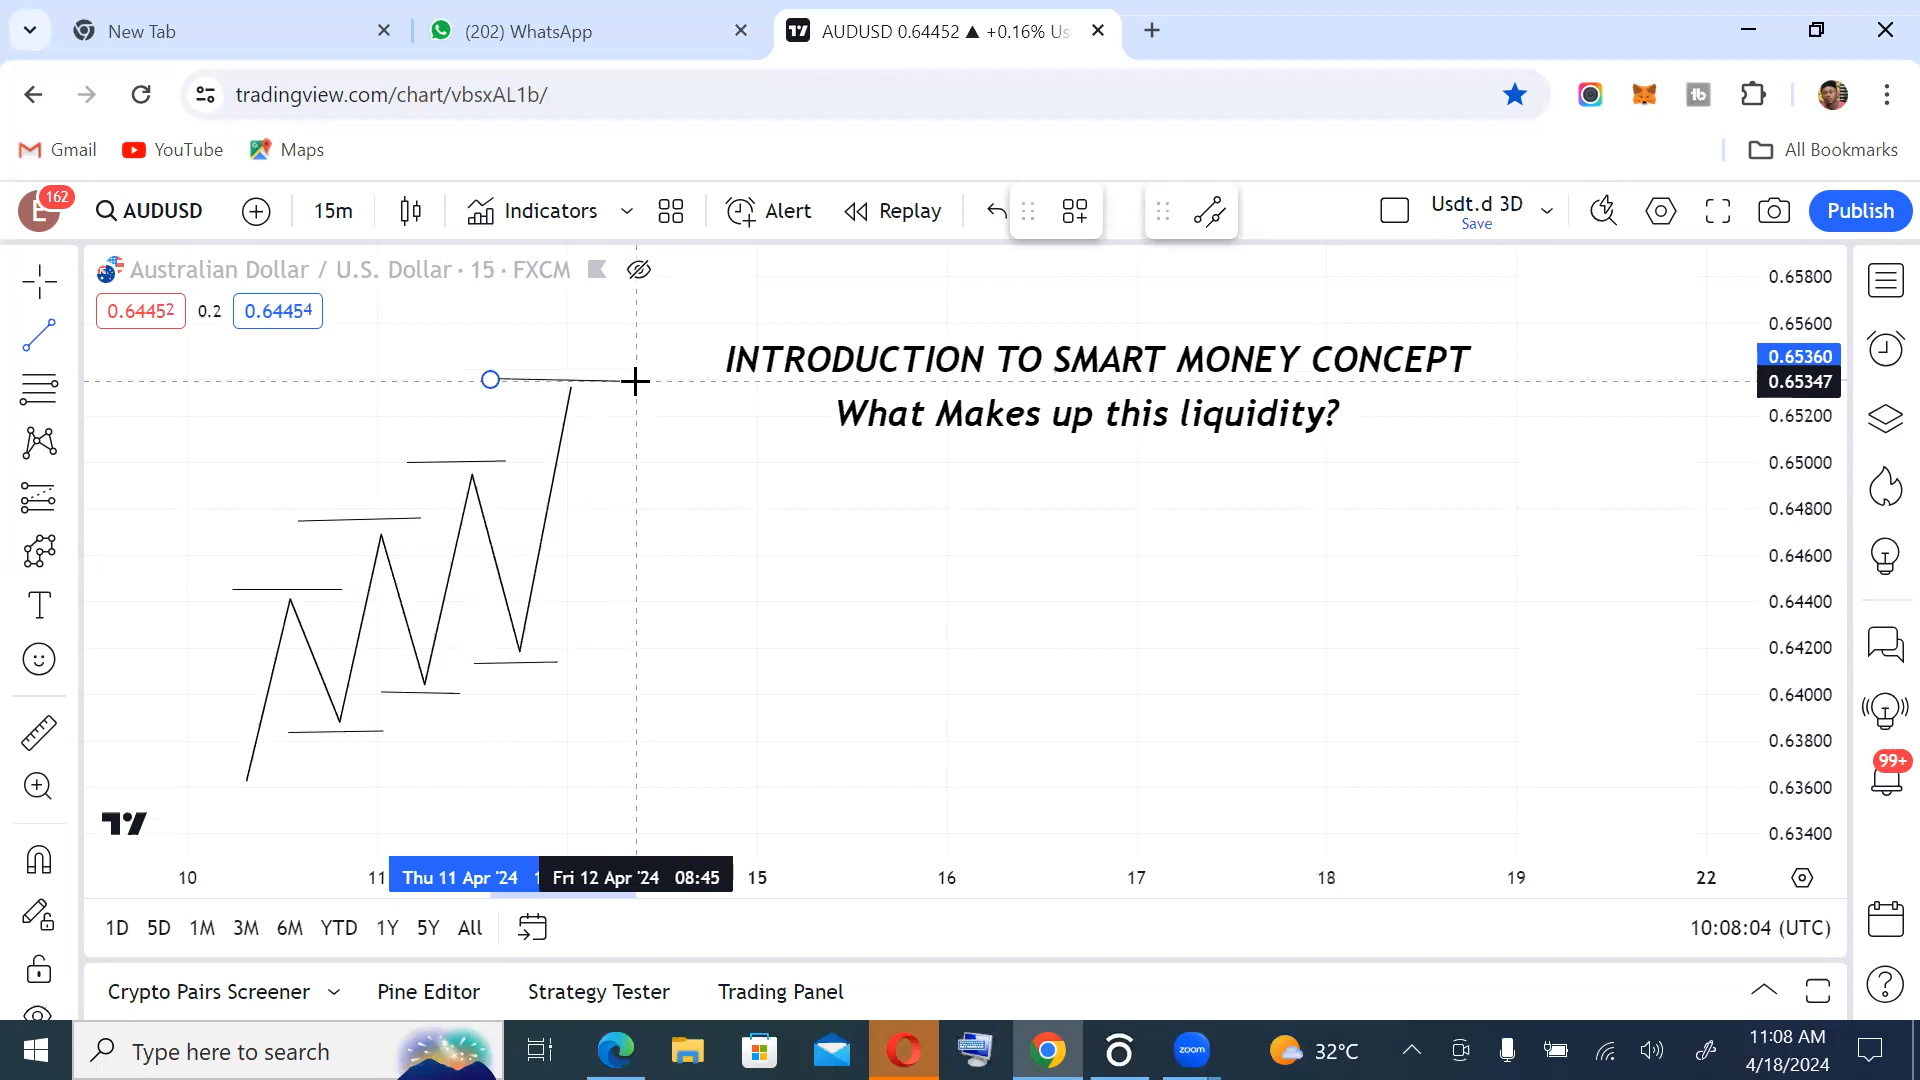 New Tab
(202) WhatsApp
AUDUSD 0.64452 ▲ +0.16% Us
tradingview.com/chart/vbsxAL1b/
Gmail
YouTube
Maps
All Bookmarks
E
162
AUDUSD
15m
Indicators
Alert
Replay
Usdt.d 3D
Save
Publish
Australian Dollar / U.S. Dollar · 15 · FXCM
0.64452
0.2
0.64454
INTRODUCTION TO SMART MONEY CONCEPT
What Makes up this liquidity?
0.65800
0.65600
0.65360
0.65347
0.65200
0.65000
0.64800
0.64600
0.64400
0.64200
0.64000
0.63800
0.63600
0.63400
99+
10
11
Thu 11 Apr '24
Fri 12 Apr '24 08:45
15
16
17
18
19
22
1D
5D
1M
3M
6M
YTD
1Y
5Y
All
10:08:04 (UTC)
Crypto Pairs Screener
Pine Editor
Strategy Tester
Trading Panel
Type here to search
zoom
32°C
11:08 AM
4/18/2024